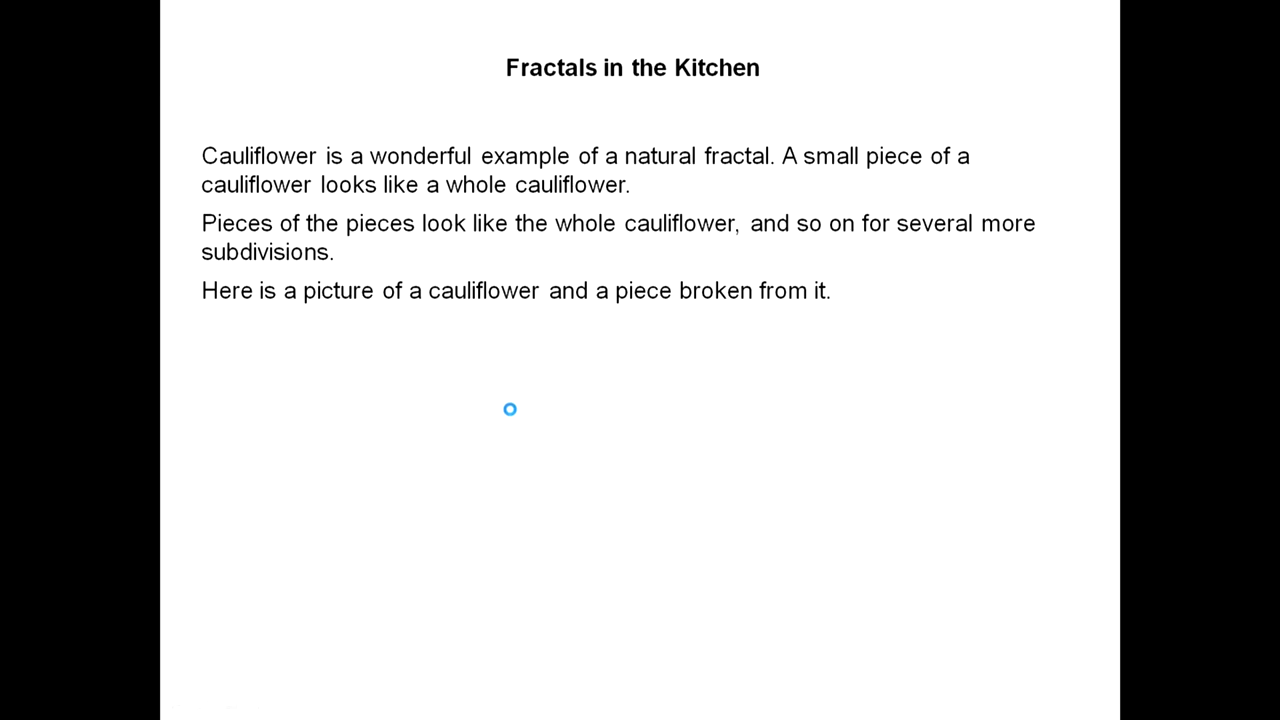 Fractals in the Kitchen
Cauliflower is a wonderful example of a natural fractal. A small piece of a
cauliflower looks like a whole cauliflower.
Pieces of the pieces look like the whole cauliflower, and so on for several more
subdivisions.
Here is a picture of a cauliflower and a piece broken from it.